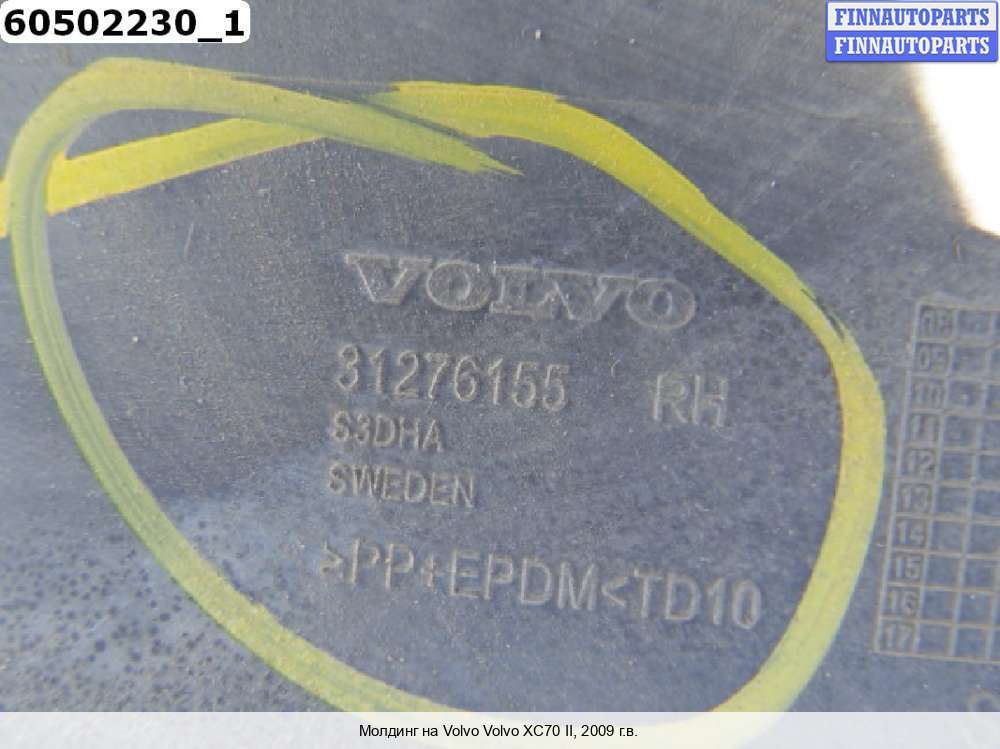 60502230_1
FINNAUTOPARTS
FINNAUTOPARTS
VOLVO
31276155 RH
S3DHA
SWEDEN
>PP+EPDM<TD10
08
09
10
11
12
13
14
15
16
17
Молдинг на Volvo Volvo XC70 II, 2009 г.в.